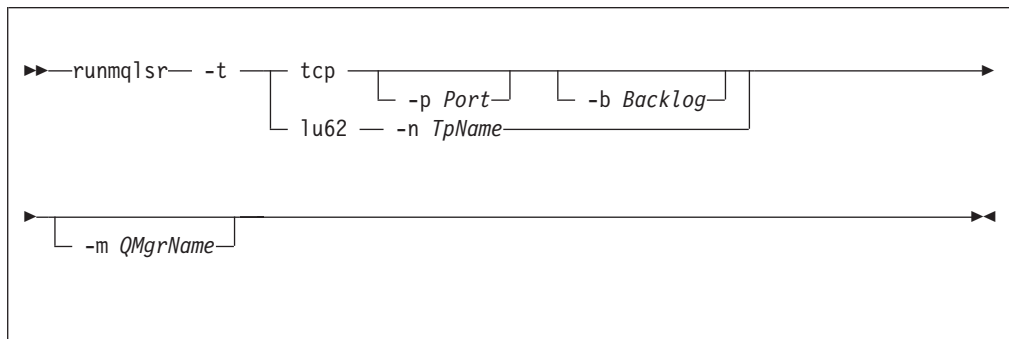 runmqlsr -t tcp
-p Port -b Backlog
lu62 -n TpName
-m QMgrName